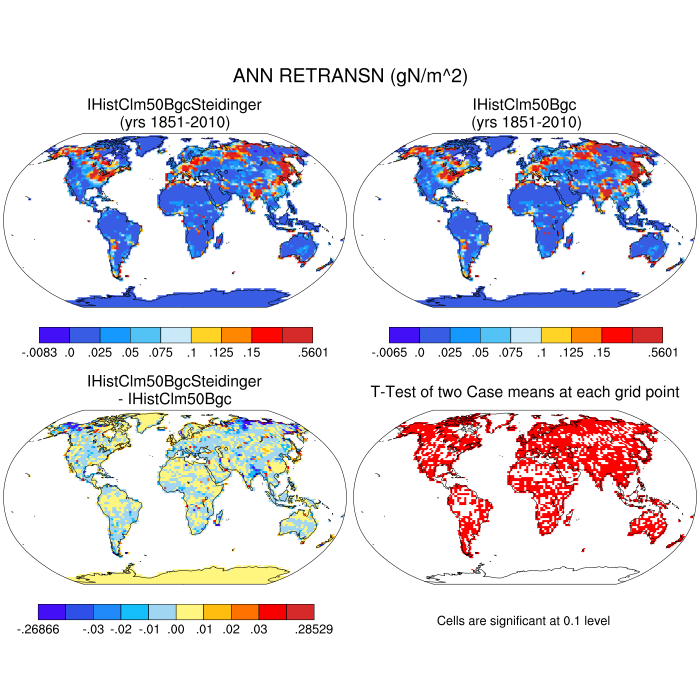 ANN RETRANSN (gN/m^2)
IHistClm50BgcSteidinger
(yrs 1851-2010)
IHistClm50Bgc
(yrs 1851-2010)
-.0083 .0 .025 .05 .075 .1 .125 .15 .5601
-.0065 .0 .025 .05 .075 .1 .125 .15 .5601
IHistClm50BgcSteidinger
- IHistClm50Bgc
T-Test of two Case means at each grid point
-.26866 -.03 -.02 -.01 .00 .01 .02 .03 .28529
Cells are significant at 0.1 level